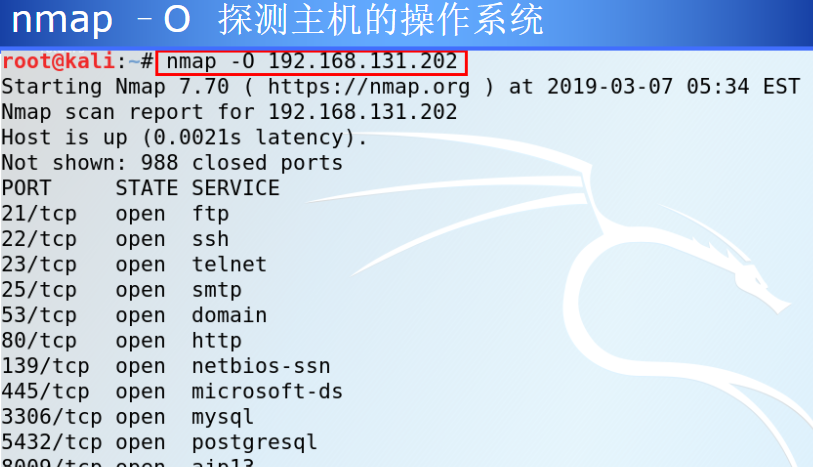 nmap -O 探测主机的操作系统
root@kali:~# nmap -O 192.168.131.202
Starting Nmap 7.70 ( https://nmap.org ) at 2019-03-07 05:34 EST
Nmap scan report for 192.168.131.202
Host is up (0.0021s latency).
Not shown: 988 closed ports
PORT     STATE SERVICE
21/tcp   open  ftp
22/tcp   open  ssh
23/tcp   open  telnet
25/tcp   open  smtp
53/tcp   open  domain
80/tcp   open  http
139/tcp  open  netbios-ssn
445/tcp  open  microsoft-ds
3306/tcp open  mysql
5432/tcp open  postgresql
8009/tcp open  ajp13